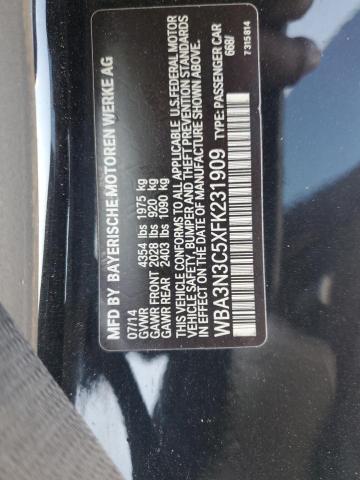 MFD BY BAYERISCHE MOTOREN WERKE AG
07/14
GVWR 4354 lbs 1975 kg
GAWR FRONT 2028 lbs 920 kg
GAWR REAR 2403 lbs 1090 kg
THIS VEHICLE CONFORMS TO ALL APPLICABLE U.S.FEDERAL MOTOR
VEHICLE SAFETY, BUMPER AND THEFT PREVENTION STANDARDS
IN EFFECT ON THE DATE OF MANUFACTURE SHOWN ABOVE.
WBA3N3C5XFK231909 TYPE: PASSENGER CAR
668/
7315814